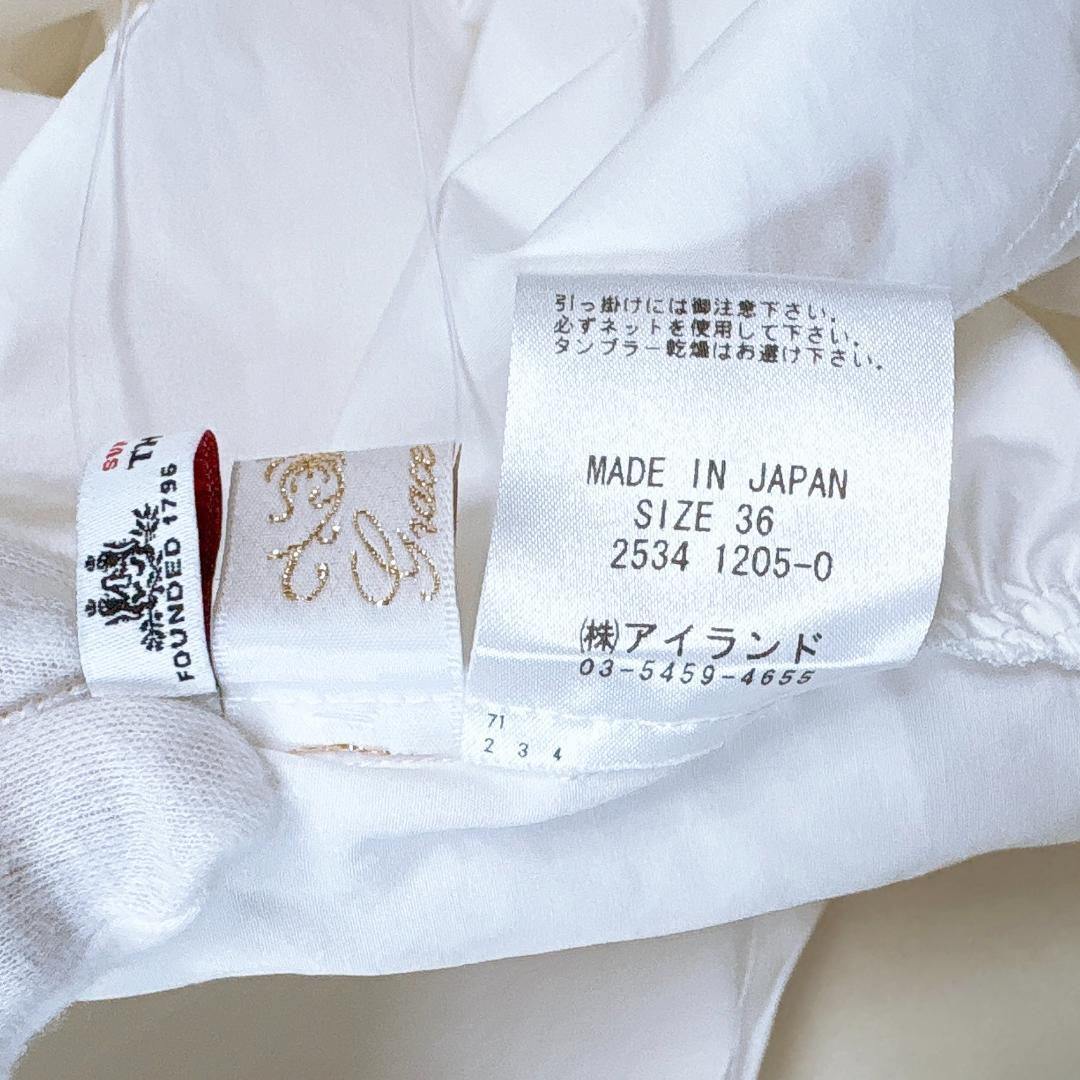 引っ掛けには御注意下さい。
必ずネットを使用して下さい。
タンブラー乾燥はお避け下さい。
MADE IN JAPAN
SIZE 36
2534 1205-0
㈱アイランド
03-5459-4655
71
2 3 4
FOUNDED 1796
Grace